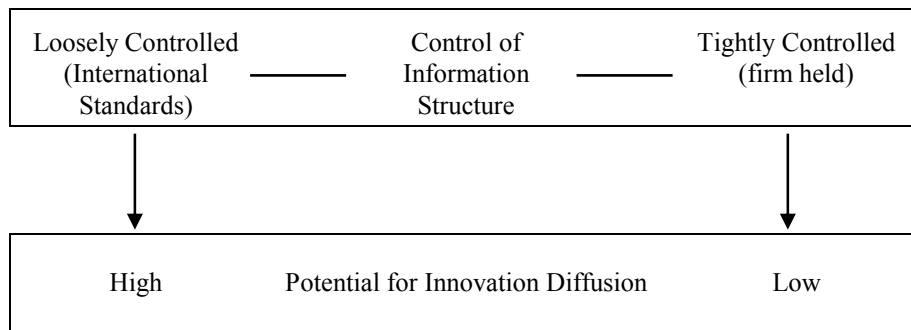 Loosely Controlled
(International
Standards)
Control of
Information
Structure
Tightly Controlled
(firm held)
High
Potential for Innovation Diffusion
Low